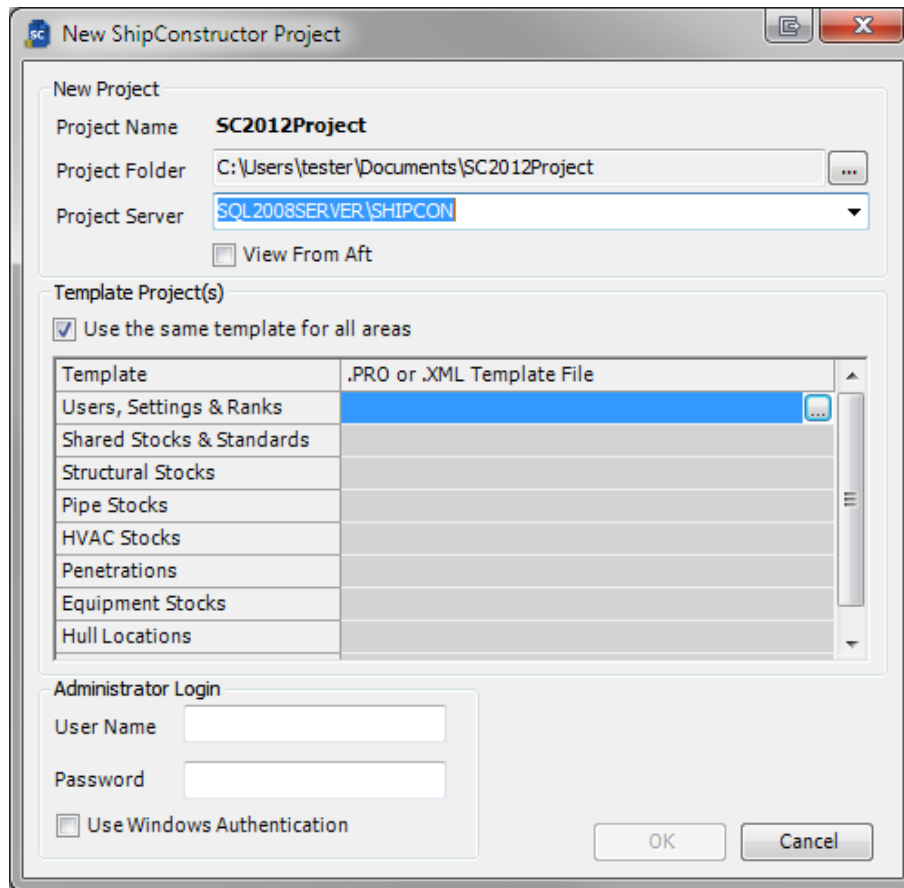 SC New ShipConstructor Project
New Project
Project Name SC2012Project
Project Folder C:\Users\tester\Documents\SC2012Project ...
Project Server SQL2008SERVER\SHIPCON
View From Aft
Template Project(s)
Use the same template for all areas
Template .PRO or .XML Template File
Users, Settings & Ranks ...
Shared Stocks & Standards
Structural Stocks
Pipe Stocks
HVAC Stocks
Penetrations
Equipment Stocks
Hull Locations
Administrator Login
User Name
Password
Use Windows Authentication
OK Cancel